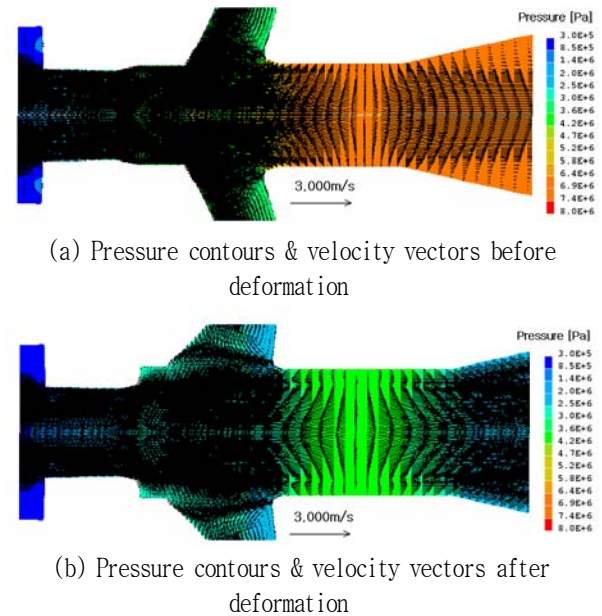 Pressure [Pa]
3.0E+5
8.5E+5
1.4E+6
2.0E+6
2.5E+6
3.0E+6
3.6E+6
4.2E+6
4.7E+6
5.2E+6
5.8E+6
6.4E+6
6.9E+6
7.4E+6
8.0E+6
3,000m/s
(a) Pressure contours & velocity vectors before
deformation
Pressure [Pa]
3.0E+5
8.5E+5
1.4E+6
2.0E+6
2.5E+6
3.0E+6
3.6E+6
4.2E+6
4.7E+6
5.2E+6
5.8E+6
6.4E+6
6.9E+6
7.4E+6
8.0E+6
3,000m/s
(b) Pressure contours & velocity vectors after
deformation